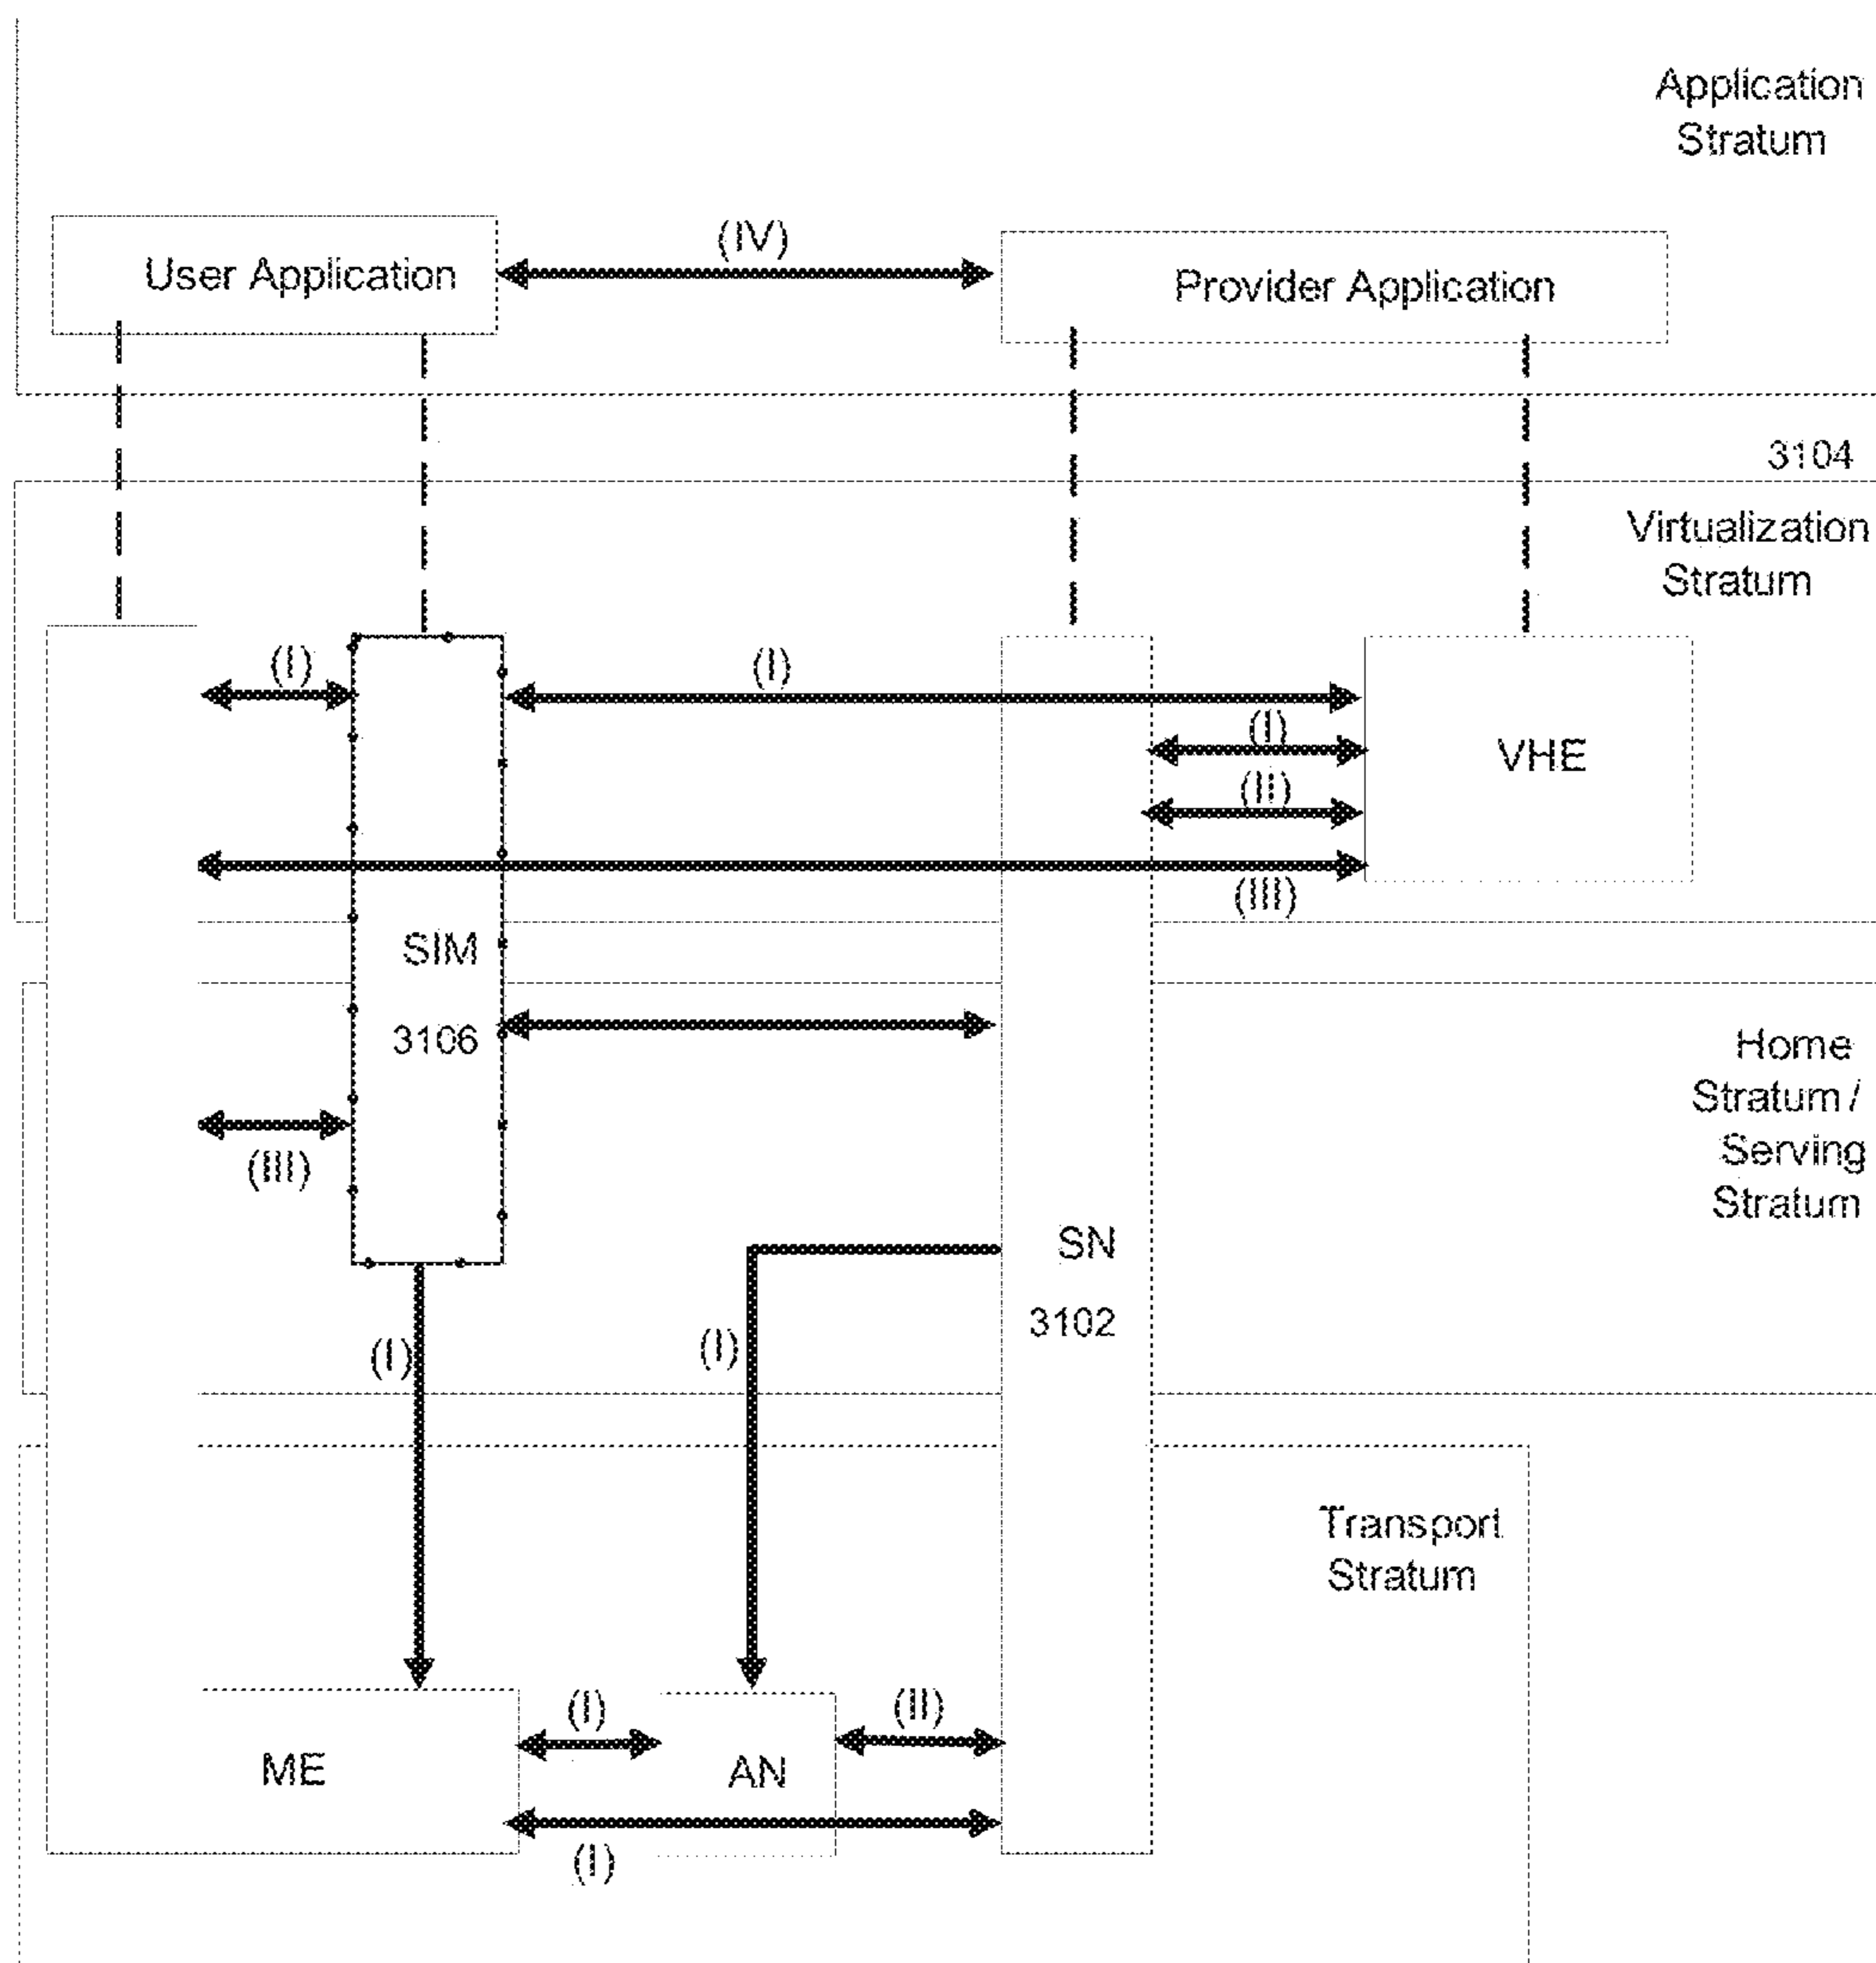 Application
Stratum
(IV)
User Application
Provider Application
3104
Virtualization
Stratum
(I)
(I)
(I)
VHE
(II)
(III)
SIM
3106
Home
Stratum /
Serving
Stratum
(III)
SN
3102
(I)
(I)
Transport
Stratum
(I)
(II)
ME
AN
(I)